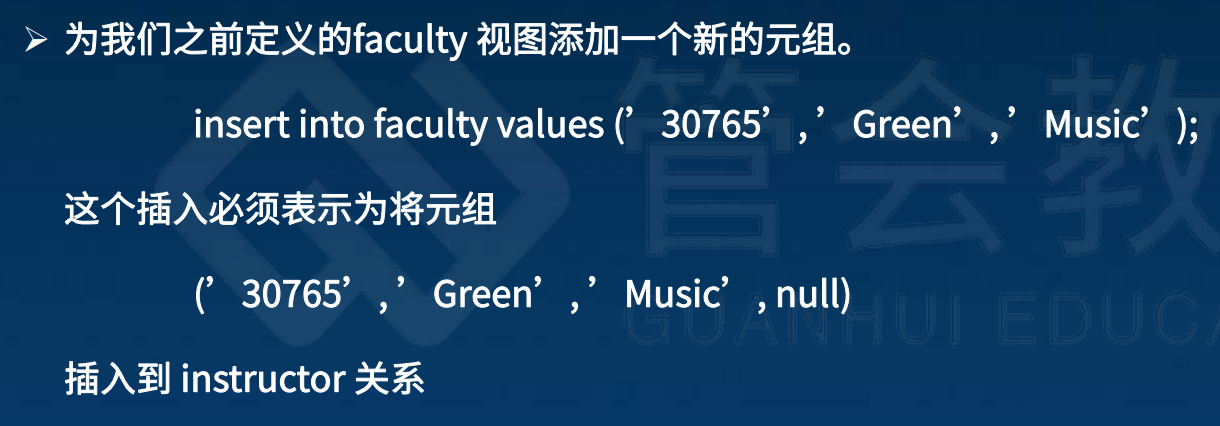 ➢ 为我们之前定义的faculty 视图添加一个新的元组。
insert into faculty values (’30765’, ’Green’, ’Music’);
这个插入必须表示为将元组
(’30765’, ’Green’, ’Music’, null)
插入到 instructor 关系
管会教
GUANHUI EDUCA